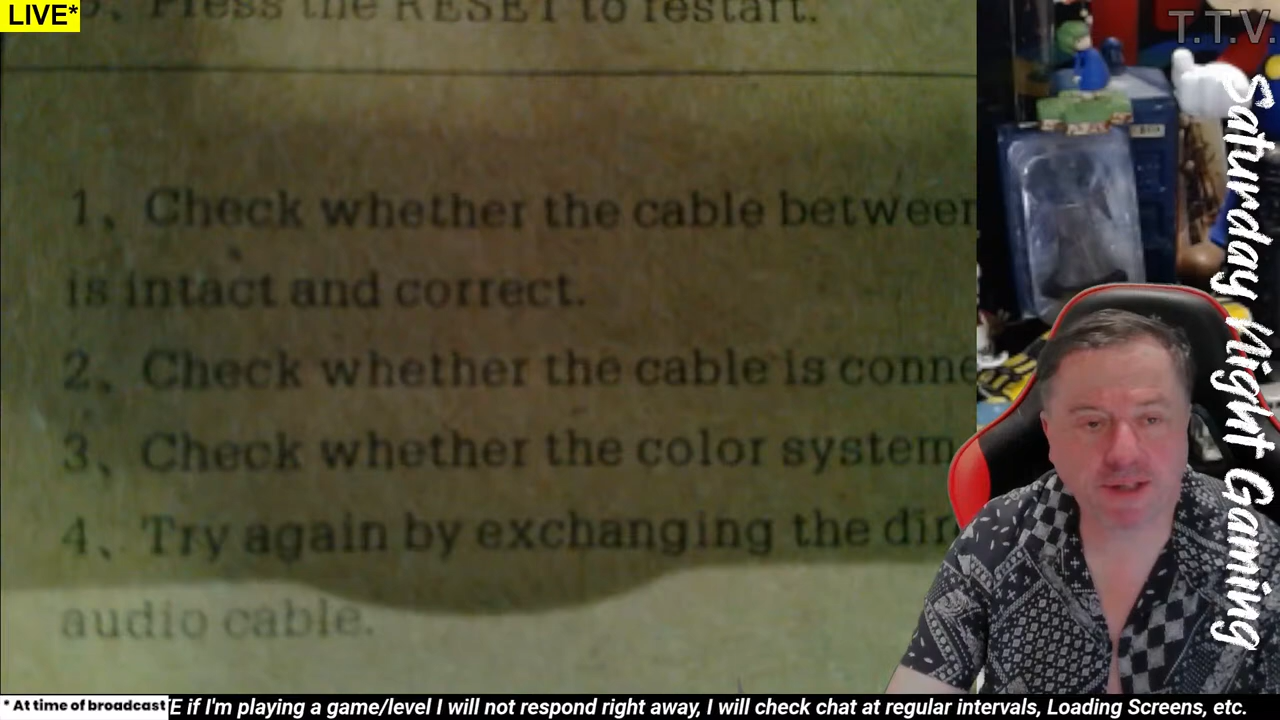 LIVE*
Press the RESET to restart.
1、Check whether the cable between
is intact and correct.
2、Check whether the cable is conne
3、Check whether the color system
4、Try again by exchanging the dir
audio cable.
T.T.V.
Saturday Night Gaming
* At time of broadcast
E if I'm playing a game/level I will not respond right away, I will check chat at regular intervals, Loading Screens, etc.